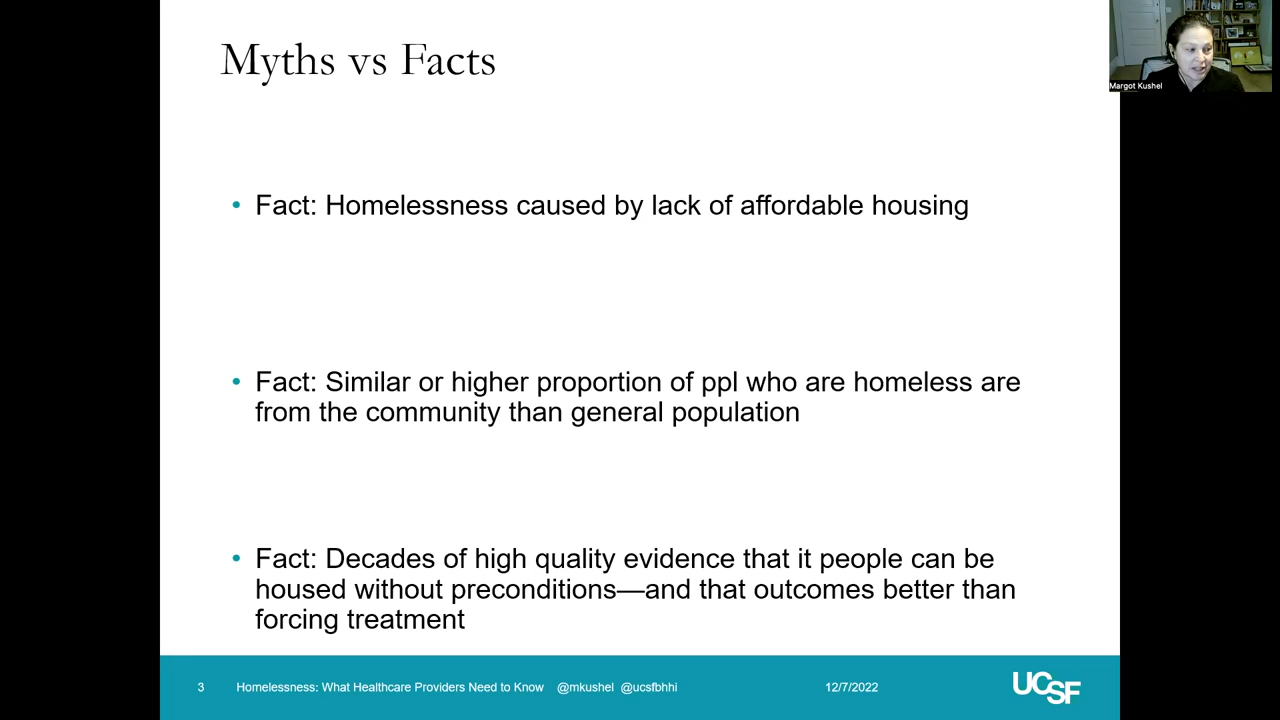 Myths vs Facts
Margot Kushel
• Fact: Homelessness caused by lack of affordable housing
• Fact: Similar or higher proportion of ppl who are homeless are
from the community than general population
• Fact: Decades of high quality evidence that it people can be
housed without preconditions—and that outcomes better than
forcing treatment
3 Homelessness: What Healthcare Providers Need to Know @mkushel @ucsfbhhi 12/7/2022 UCSF